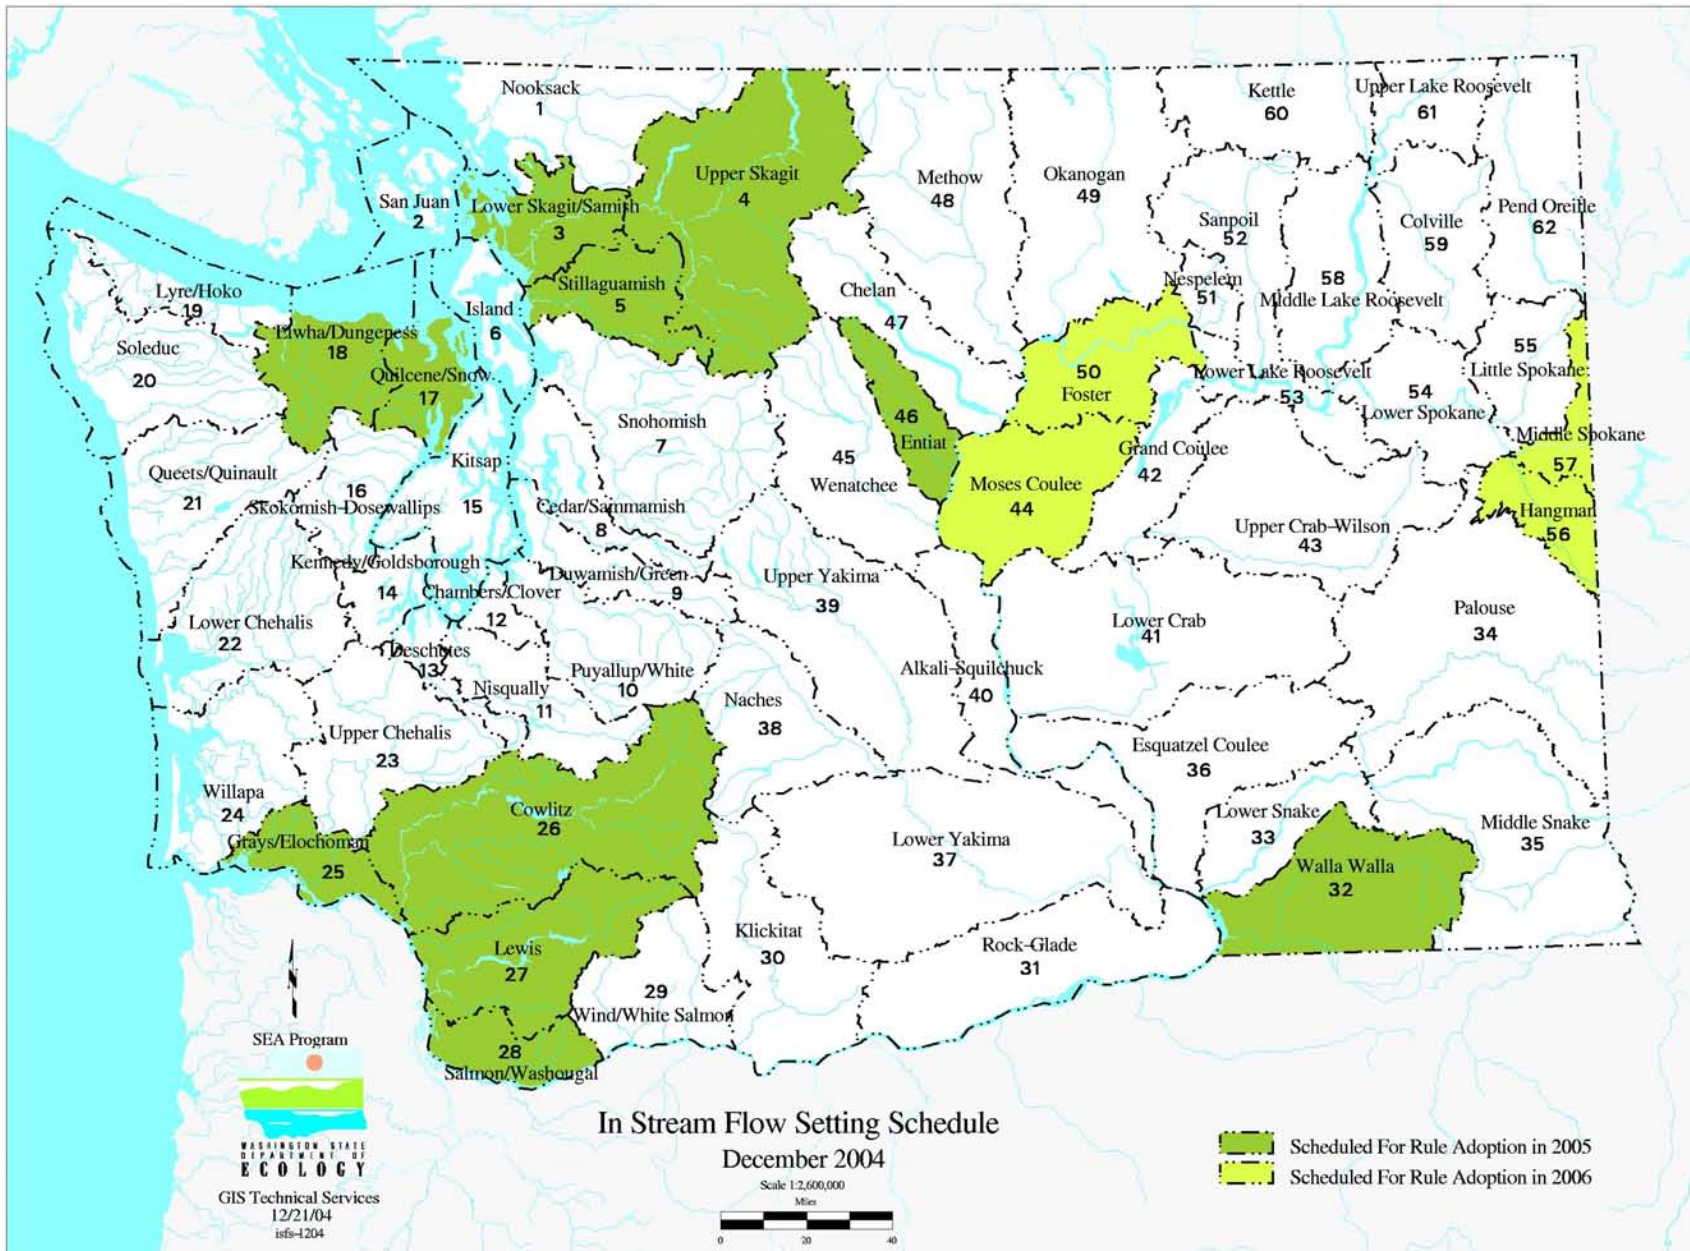 Nooksack
1
San Juan
2
Lower Skagit/Samish
3
Upper Skagit
4
Stillaguamish
5
Island
6
Snohomish
7
Cedar/Sammamish
8
Duwamish/Green
9
Puyallup/White
10
Nisqually
11
Chambers/Clover
12
Deschutes
13
Kennedy/Goldsborough
14
Kitsap
15
16
Skokomish-Dosewallips
Quilcene/Snow
17
Elwha/Dungeness
18
Lyre/Hoko
19
Soleduc
20
Queets/Quinault
21
Lower Chehalis
22
Upper Chehalis
23
Willapa
24
Grays/Elochoman
25
Cowlitz
26
Lewis
27
28
Salmon/Washougal
29
Wind/White Salmon
Klickitat
30
Rock-Glade
31
Walla Walla
32
Lower Snake
33
Palouse
34
Middle Snake
35
Esquatzel Coulee
36
Lower Yakima
37
Naches
38
Upper Yakima
39
Alkali-Squilchuck
40
Lower Crab
41
Grand Coulee
42
Upper Crab-Wilson
43
Moses Coulee
44
45
Wenatchee
46
Entiat
Chelan
47
Methow
48
Okanogan
49
50
Foster
Nespelem
51
Sanpoil
52
Lower Lake Roosevelt
53
54
Lower Spokane
55
Little Spokane
Hangman
56
Middle Spokane
57
58
Middle Lake Roosevelt
Colville
59
Kettle
60
Upper Lake Roosevelt
61
Pend Oreille
62
SEA Program
WASHINGTON STATE
DEPARTMENT OF
ECOLOGY
GIS Technical Services
12/21/04
isfs-1204
In Stream Flow Setting Schedule
December 2004
Scale 1:2,600,000
Miles
0 20 40
Scheduled For Rule Adoption in 2005
Scheduled For Rule Adoption in 2006